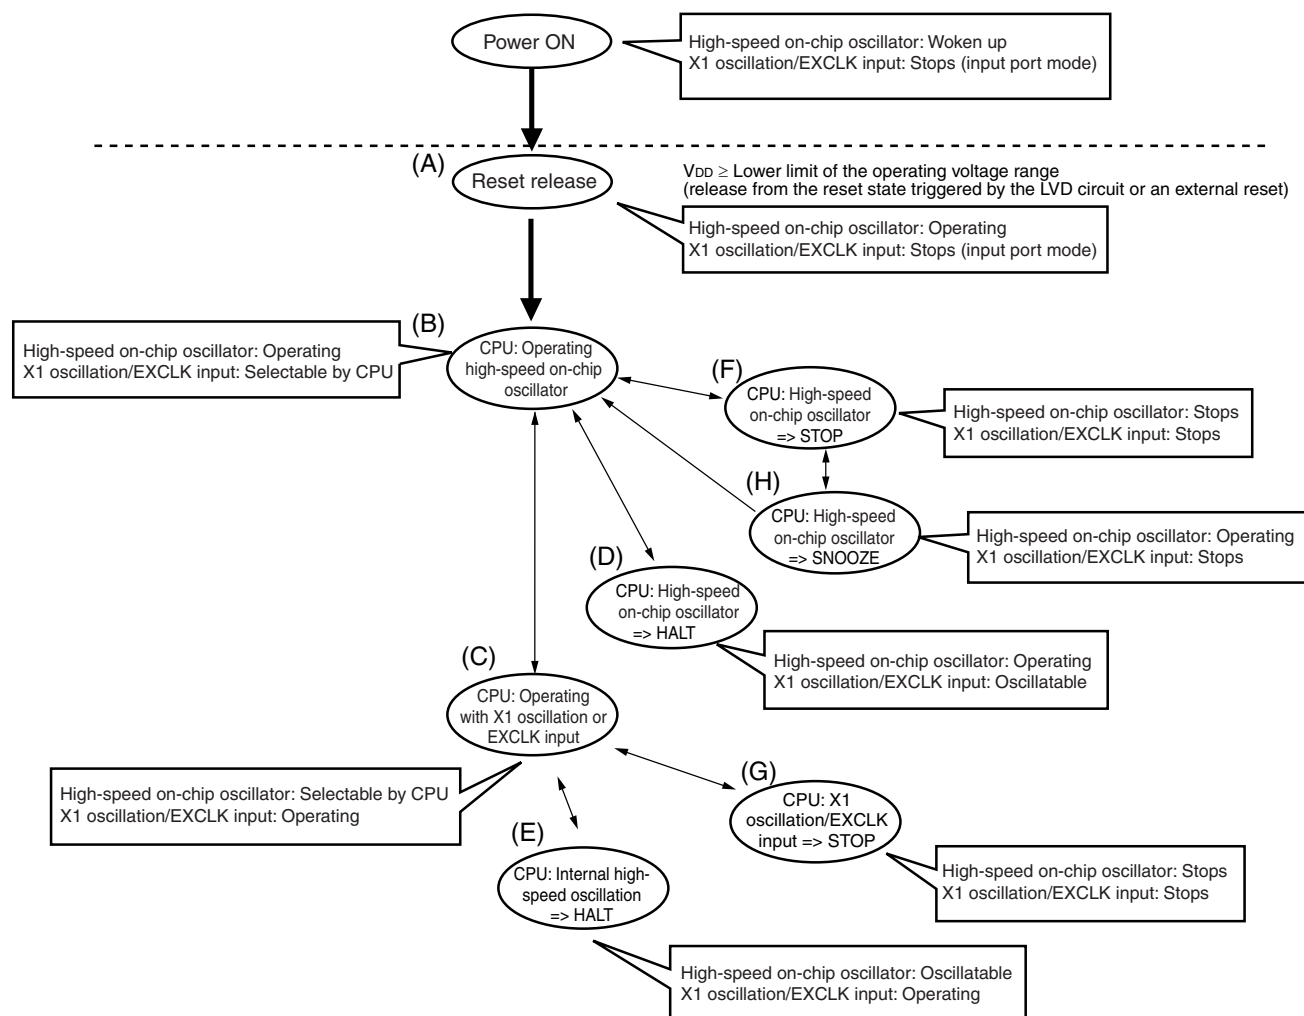 Power ON
High-speed on-chip oscillator: Woken up
X1 oscillation/EXCLK input: Stops (input port mode)
(A)
Reset release
VDD ≥ Lower limit of the operating voltage range
(release from the reset state triggered by the LVD circuit or an external reset)
High-speed on-chip oscillator: Operating
X1 oscillation/EXCLK input: Stops (input port mode)
(B)
High-speed on-chip oscillator: Operating
X1 oscillation/EXCLK input: Selectable by CPU
CPU: Operating
high-speed on-chip
oscillator
(F)
CPU: High-speed
on-chip oscillator
=> STOP
High-speed on-chip oscillator: Stops
X1 oscillation/EXCLK input: Stops
(H)
CPU: High-speed
on-chip oscillator
=> SNOOZE
High-speed on-chip oscillator: Operating
X1 oscillation/EXCLK input: Stops
(D)
CPU: High-speed
on-chip oscillator
=> HALT
High-speed on-chip oscillator: Operating
X1 oscillation/EXCLK input: Oscillatable
(C)
CPU: Operating
with X1 oscillation or
EXCLK input
High-speed on-chip oscillator: Selectable by CPU
X1 oscillation/EXCLK input: Operating
(G)
CPU: X1
oscillation/EXCLK
input => STOP
High-speed on-chip oscillator: Stops
X1 oscillation/EXCLK input: Stops
(E)
CPU: Internal high-
speed oscillation
=> HALT
High-speed on-chip oscillator: Oscillatable
X1 oscillation/EXCLK input: Operating